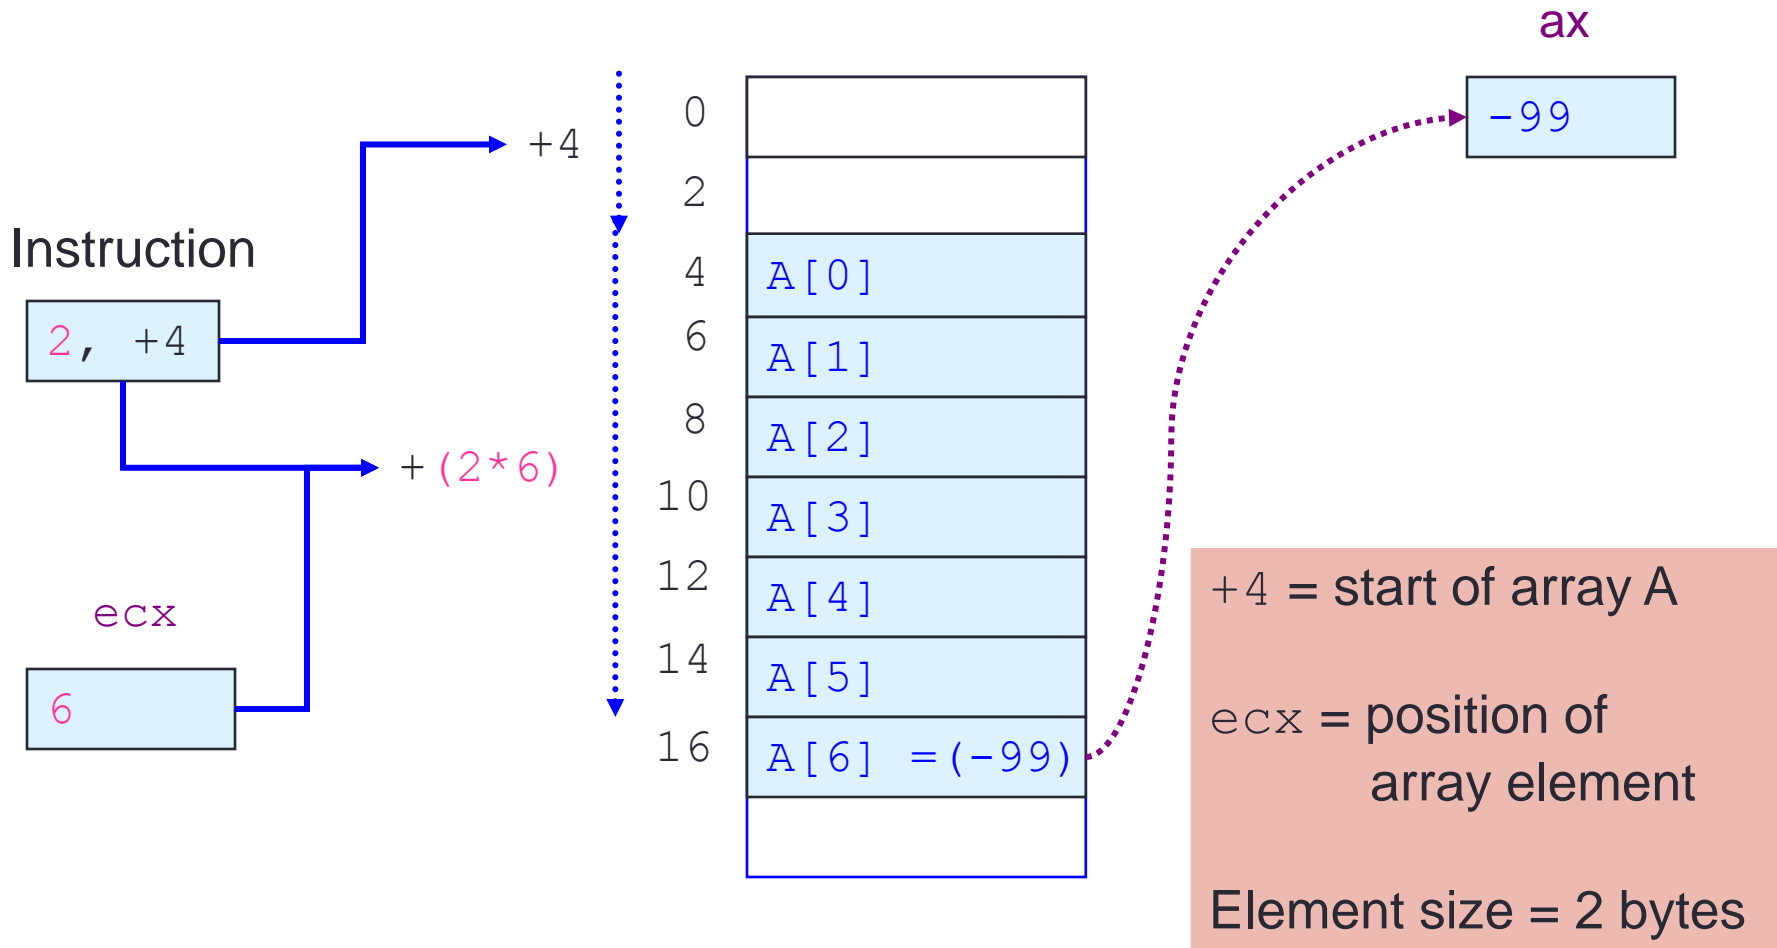 ax
-99
0
+4
2
Instruction
4
A[0]
2, +4
6
A[1]
8
A[2]
+(2*6)
10
A[3]
12
A[4]
+4 = start of array A
ecx
14
A[5]
6
ecx = position of
16
A[6] =(-99)
array element
Element size = 2 bytes